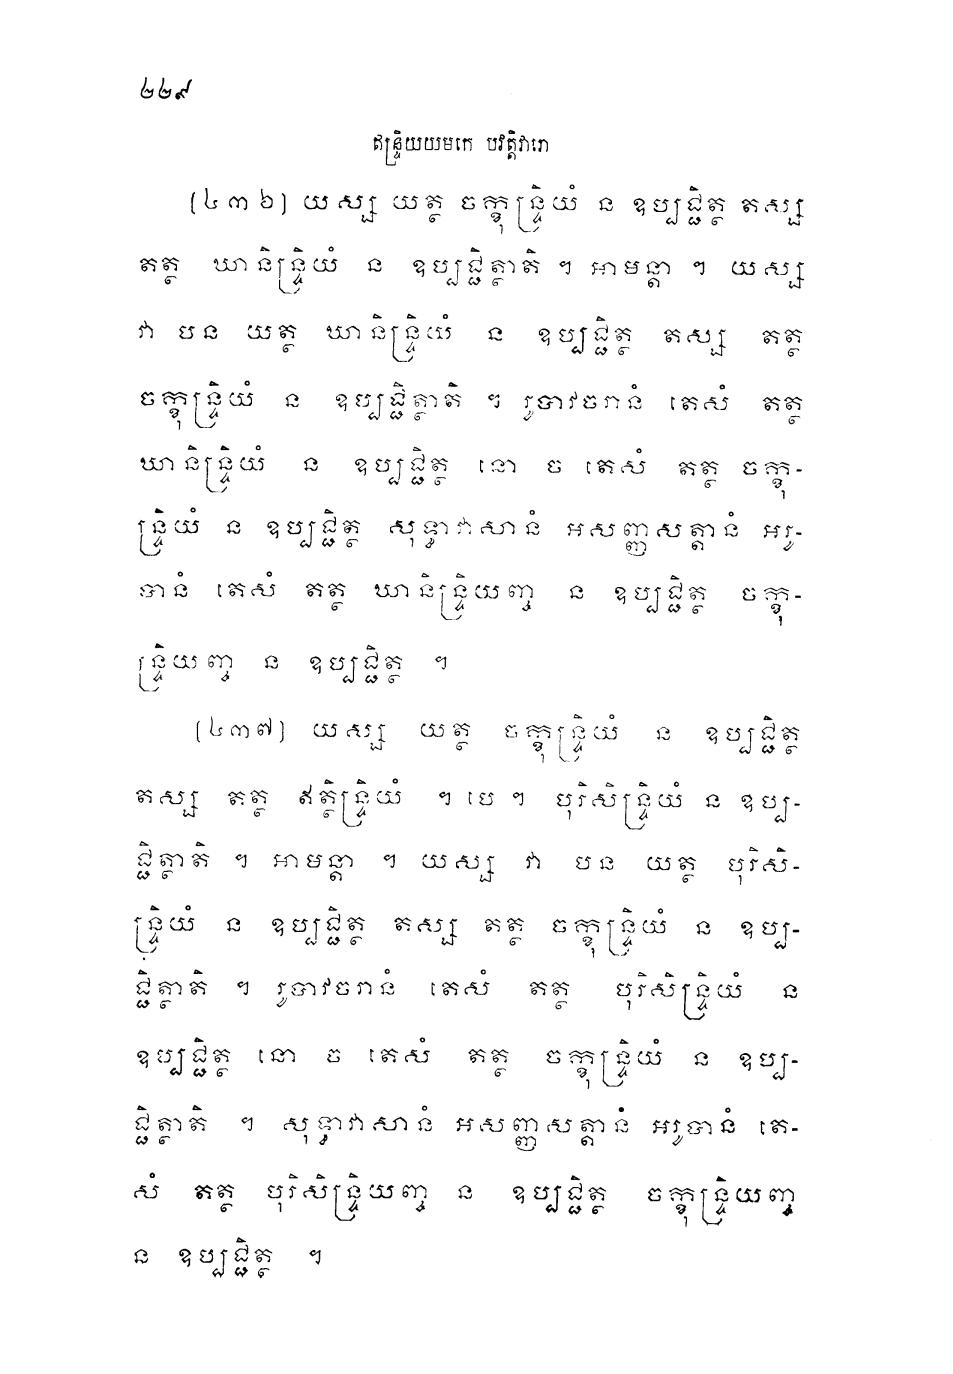 ២២៩
ឥន្ទ្រិយយមកេ បវត្តិវារោ
(៤៣៦) យស្ស យត្ថ ចក្ខុន្ទ្រិយំ ន ឧប្បជ្ជិត្ថ តស្ស
តត្ថ ឃានិន្ទ្រិយំ ន ឧប្បជ្ជិត្ថាតិ ។ អាមន្តា ។ យស្ស
វា បន យត្ថ ឃានិន្ទ្រិយំ ន ឧប្បជ្ជិត្ថ តស្ស តត្ថ
ចក្ខុន្ទ្រិយំ ន ឧប្បជ្ជិត្ថាតិ ។ រូបាវចរានំ តេសំ តត្ថ
ឃានិន្ទ្រិយំ ន ឧប្បជ្ជិត្ថ នោ ច តេសំ តត្ថ ចក្ខុ-
ន្ទ្រិយំ ន ឧប្បជ្ជិត្ថ សុទ្ធាវាសានំ អសញ្ញសត្តានំ អរូ-
បានំ តេសំ តត្ថ ឃានិន្ទ្រិយញ្ច ន ឧប្បជ្ជិត្ថ ចក្ខុ-
ន្ទ្រិយញ្ច ន ឧប្បជ្ជិត្ថ ។
(៤៣៧) យស្ស យត្ថ ចក្ខុន្ទ្រិយំ ន ឧប្បជ្ជិត្ថ
តស្ស តត្ថ ឥត្ថិន្ទ្រិយំ ។ បេ ។ បុរិសិន្ទ្រិយំ ន ឧប្ប-
ជ្ជិត្ថាតិ ។ អាមន្តា ។ យស្ស វា បន យត្ថ បុរិសិ-
ន្ទ្រិយំ ន ឧប្បជ្ជិត្ថ តស្ស តត្ថ ចក្ខុន្ទ្រិយំ ន ឧប្ប-
ជ្ជិត្ថាតិ ។ រូបាវចរានំ តេសំ តត្ថ បុរិសិន្ទ្រិយំ ន
ឧប្បជ្ជិត្ថ នោ ច តេសំ តត្ថ ចក្ខុន្ទ្រិយំ ន ឧប្ប-
ជ្ជិត្ថាតិ ។ សុទ្ធាវាសានំ អសញ្ញសត្តានំ អរូបានំ តេ-
សំ តត្ថ បុរិសិន្ទ្រិយញ្ច ន ឧប្បជ្ជិត្ថ ចក្ខុន្ទ្រិយញ្ច
ន ឧប្បជ្ជិត្ថ ។